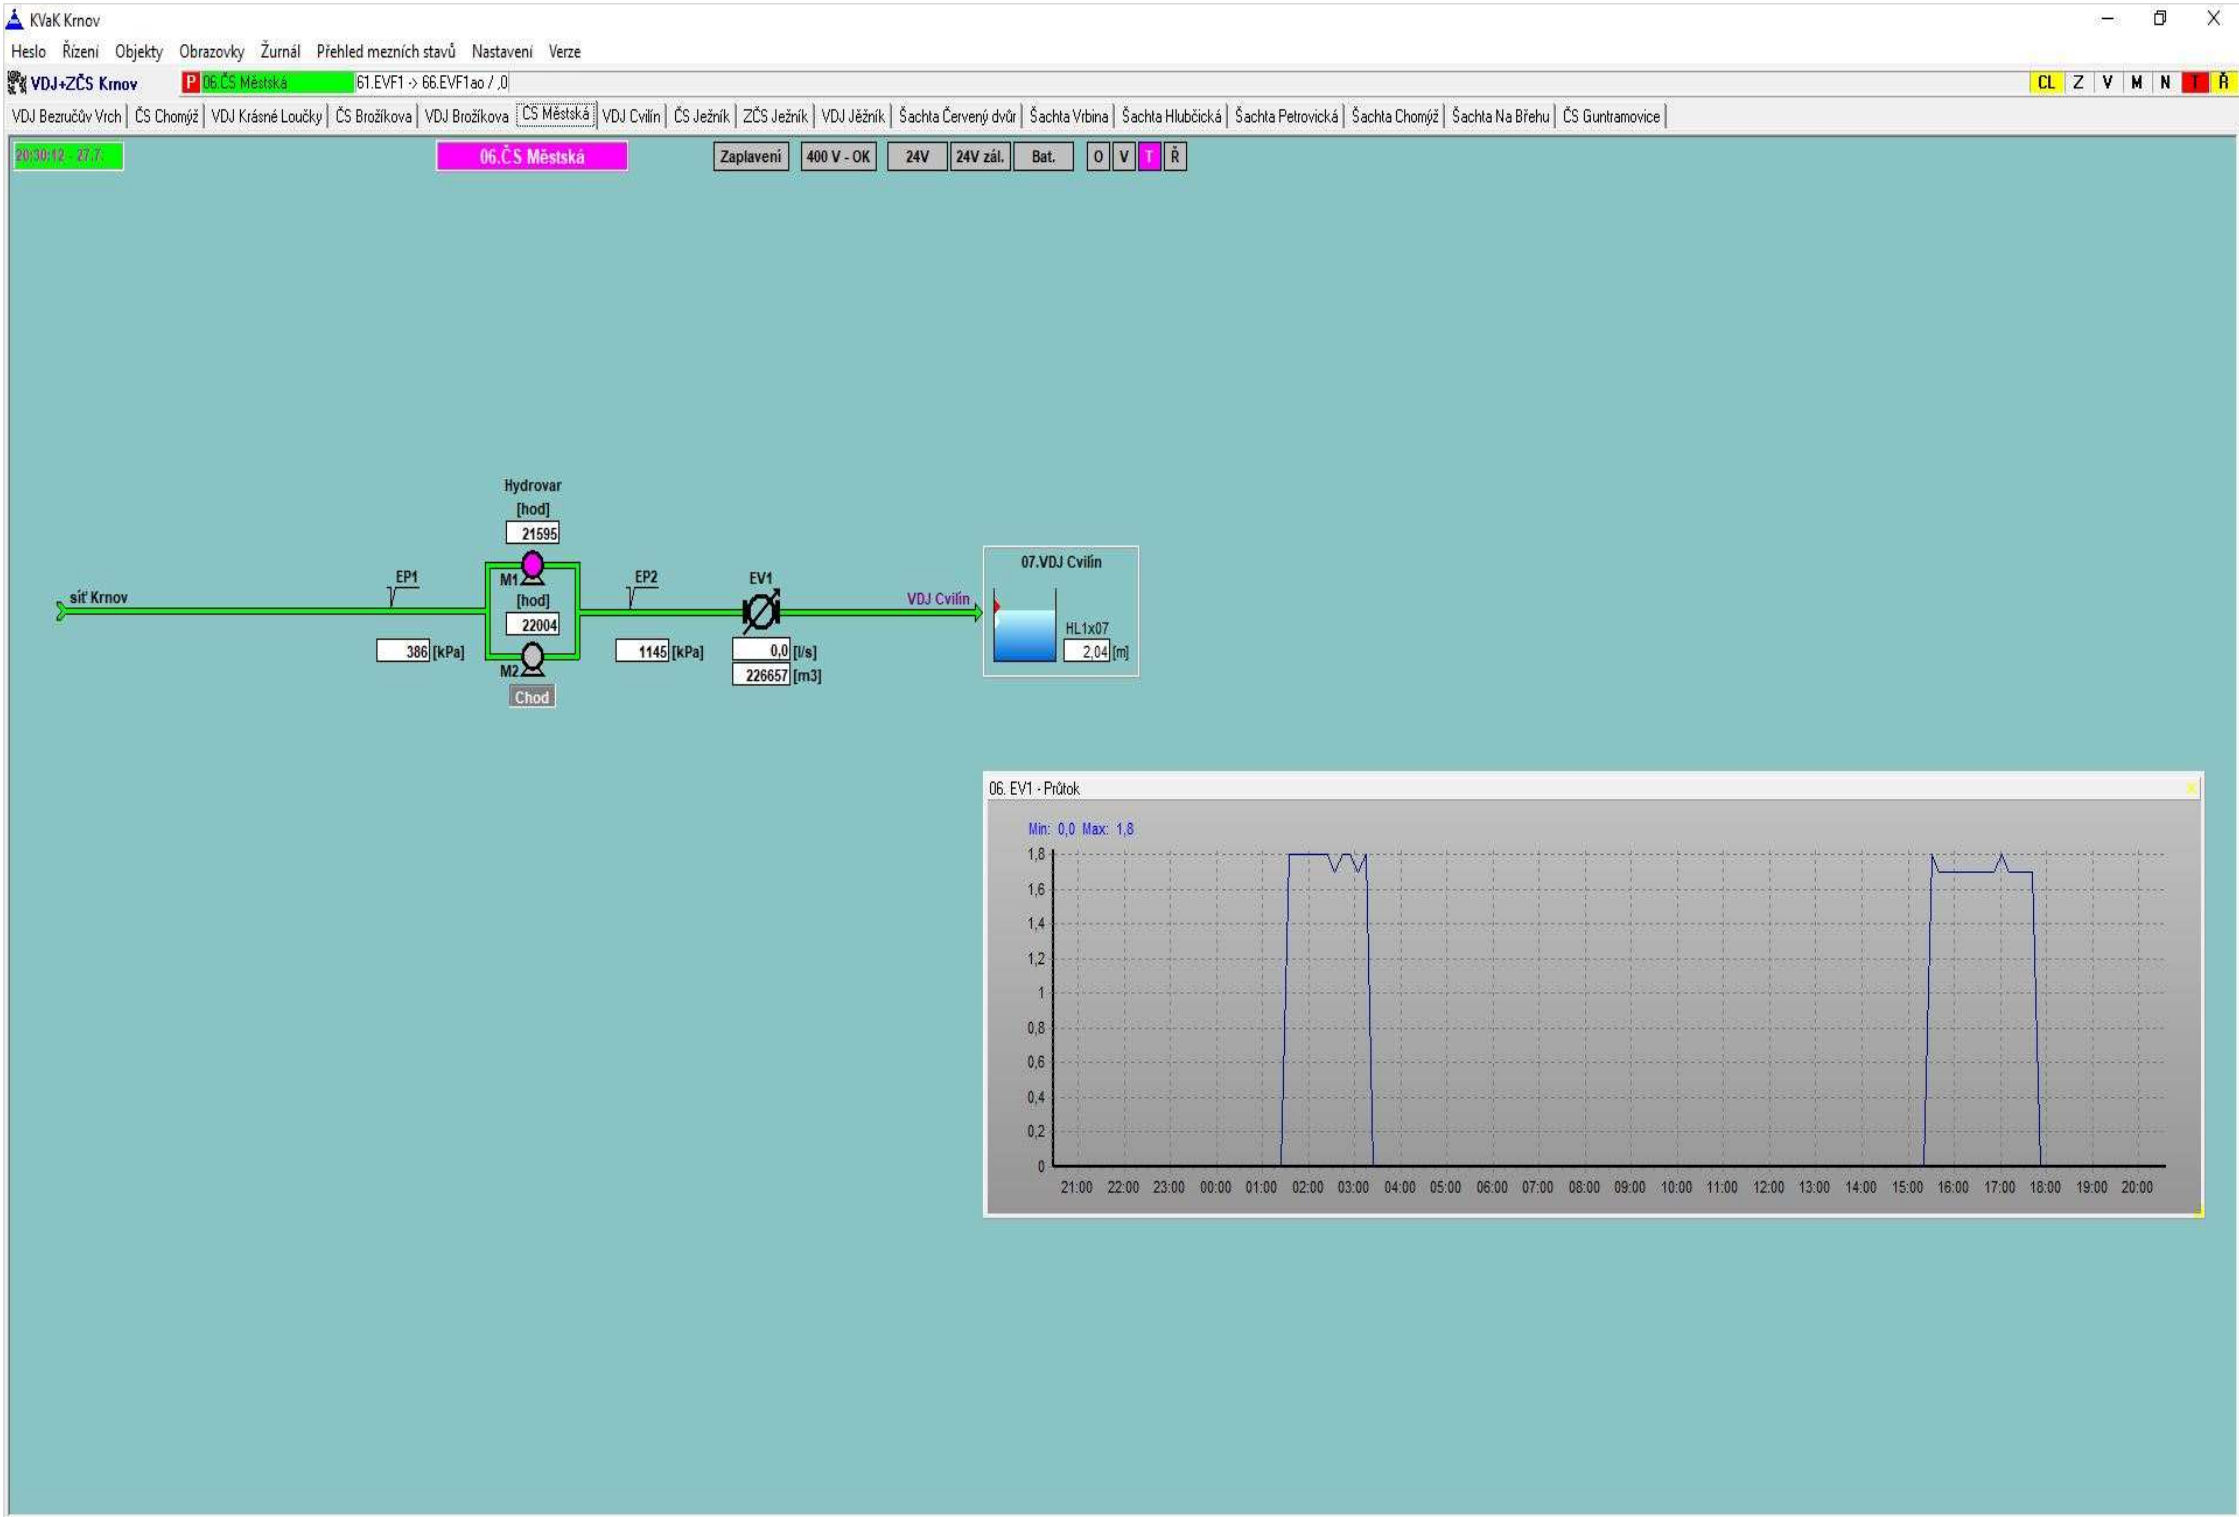 KVaK Krnov
Heslo Řízení Objekty Obrazovky Žurnál Přehled mezních stavů Nastavení Verze
VDJ+ZČS Krnov P 06.ČS Městská 61.EVF1 -> 66.EVF1ao / ,0 CL Z V M N T Ř
VDJ Bezručův Vrch ČS Chomýž VDJ Krásné Loučky ČS Brožíkova VDJ Brožíkova ČS Městská VDJ Cvilín ČS Ježník ZČS Ježník VDJ Jěžník Šachta Červený dvůr Šachta Vrbina Šachta Hlubčická Šachta Petrovická Šachta Chomýž Šachta Na Břehu ČS Guntramovice
20:30:12 - 27.7. 06.ČS Městská Zaplavení 400 V - OK 24V 24V zál. Bat. O V T Ř
Hydrovar
[hod]
21595
07.VDJ Cvilín
EP1 M1 EP2 EV1
síť Krnov [hod] VDJ Cvilín
22004 HL1x07
386 [kPa] 1145 [kPa] 0,0 [l/s] 2,04 [m]
M2 226657 [m3]
Chod
06. EV1 - Průtok
Min: 0,0 Max: 1,8
1,8
1,6
1,4
1,2
1
0,8
0,6
0,4
0,2
0
21:00 22:00 23:00 00:00 01:00 02:00 03:00 04:00 05:00 06:00 07:00 08:00 09:00 10:00 11:00 12:00 13:00 14:00 15:00 16:00 17:00 18:00 19:00 20:00